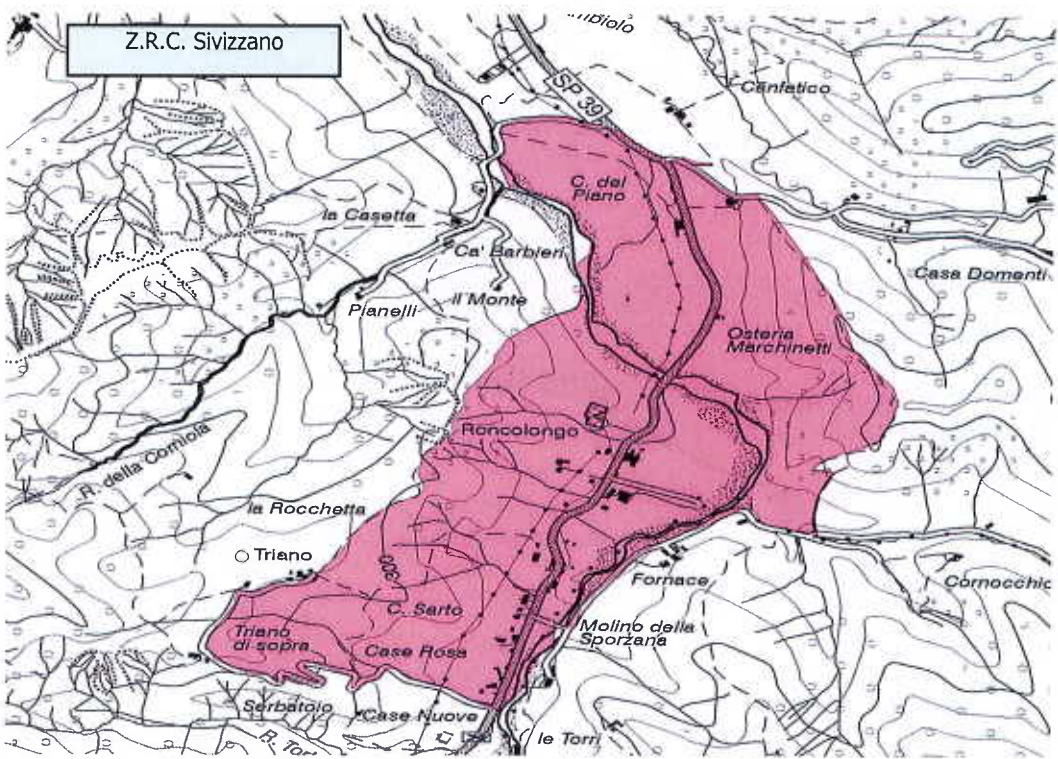 Z.R.C. Sivizzano
SP 39
Canfatico
C. del
Piano
la Casetta
Ca' Barbieri
Casa Domenti
il Monte
Pianelli
Osteria
Marchinetti
Roncolongo
R. della Corniola
la Rocchetta
Triano
300
Fornace
Cornocchio
C. Sarto
Molino della
Sporzana
Triano
di sopra
Case Rosa
Serbatoio
Case Nuove
le Torri